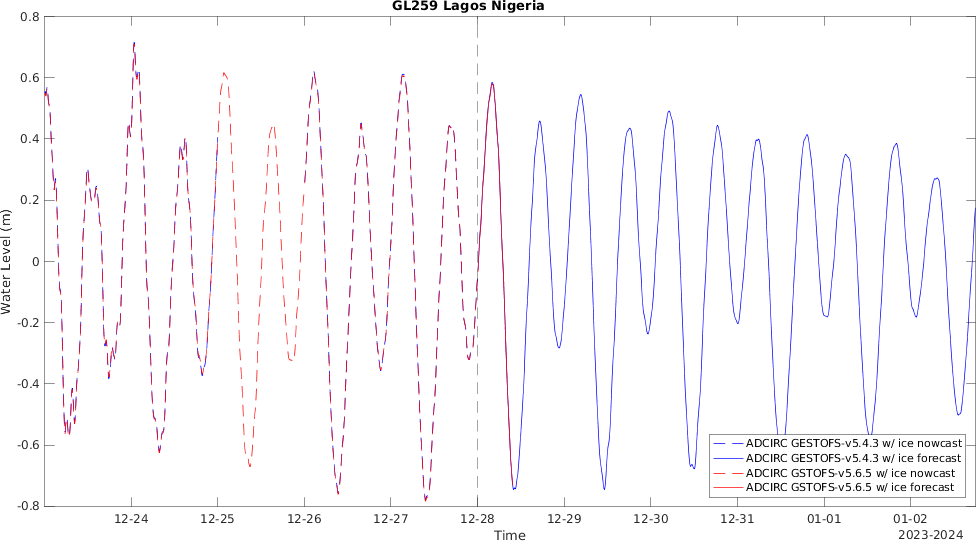 GL259 Lagos Nigeria
0.8
0.6
0.4
0.2
0
-0.2
-0.4
-0.6
-0.8
Water Level (m)
ADCIRC GESTOFS-v5.4.3 w/ ice nowcast
ADCIRC GESTOFS-v5.4.3 w/ ice forecast
ADCIRC GSTOFS-v5.6.5 w/ ice nowcast
ADCIRC GSTOFS-v5.6.5 w/ ice forecast
12-24 12-25 12-26 12-27 12-28 12-29 12-30 12-31 01-01 01-02
Time
2023-2024